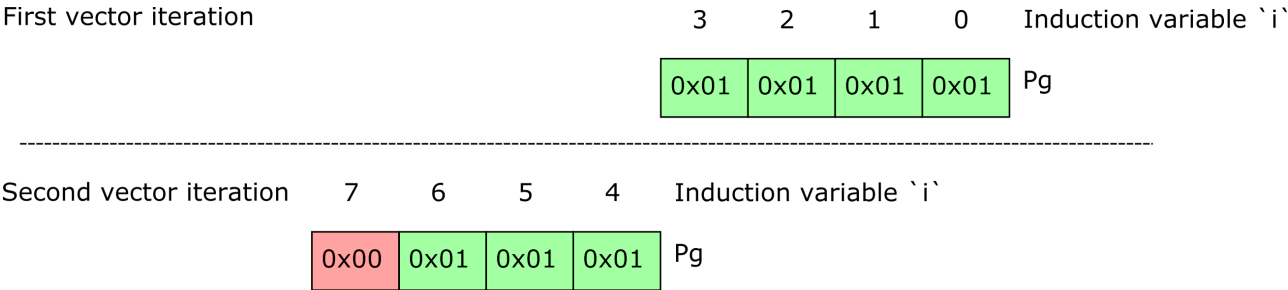 First vector iteration 3 2 1 0 Induction variable `i`
0x01 0x01 0x01 0x01 Pg
Second vector iteration 7 6 5 4 Induction variable `i`
0x00 0x01 0x01 0x01 Pg